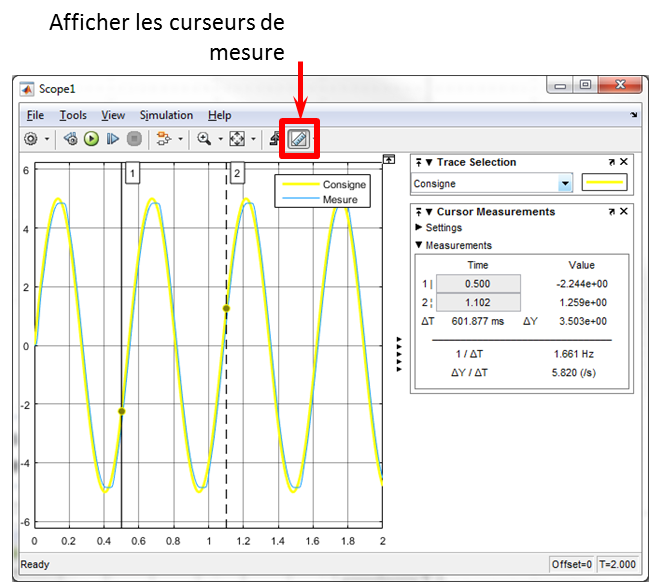 Afficher les curseurs de
mesure
Scope1
File Tools View Simulation Help
1
2
Consigne
Mesure
6
4
2
0
-2
-4
-6
0 0.2 0.4 0.6 0.8 1 1.2 1.4 1.6 1.8 2
Trace Selection
Consigne
Cursor Measurements
Settings
Measurements
Time Value
1 | 0.500 -2.244e+00
2 ¦ 1.102 1.259e+00
ΔT 601.877 ms ΔY 3.503e+00
1 / ΔT 1.661 Hz
ΔY / ΔT 5.820 (/s)
Ready Offset=0 T=2.000